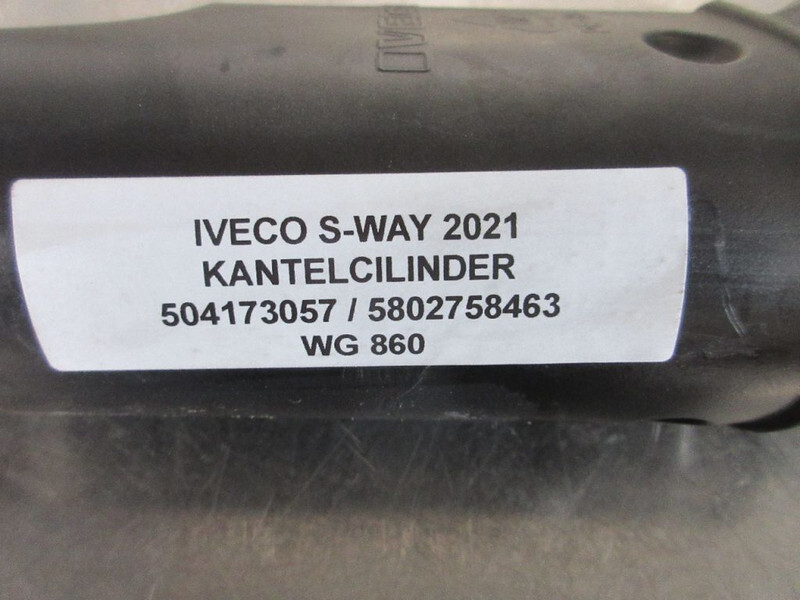 IVECO S-WAY 2021
KANTELCILINDER
504173057 / 5802758463
WG 860